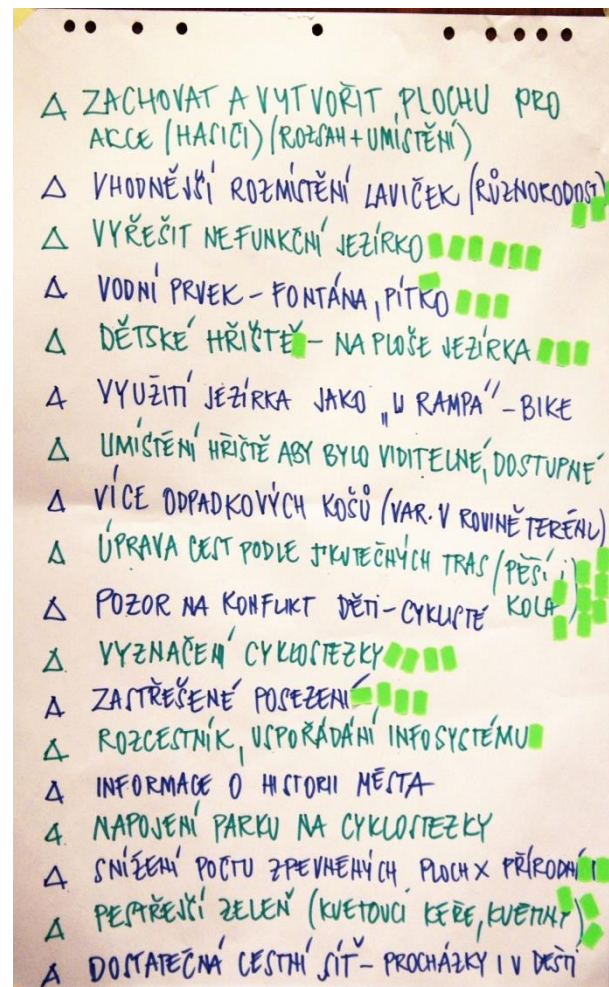 △ ZACHOVAT A VYTVOŘIT PLOCHU PRO
AKCE (HASIČI) (ROZSAH + UMÍSTĚNÍ)
△ VHODNĚJŠÍ ROZMÍSTĚNÍ LAVIČEK (RŮZNORODOST)
△ VYŘEŠIT NEFUNKČNÍ JEZÍRKO
△ VODNÍ PRVEK - FONTÁNA, PÍTKO
△ DĚTSKÉ HŘIŠTĚ - NA PLOŠE JEZÍRKA
△ VYUŽITÍ JEZÍRKA JAKO „U RAMPA" - BIKE
△ UMÍSTĚNÍ HŘIŠTĚ ABY BYLO VIDITELNÉ, DOSTUPNÉ
△ VÍCE ODPADKOVÝCH KOŠŮ (VAR. V ROVINĚ TERÉNU)
△ ÚPRAVA CEST PODLE SKUTEČNÝCH TRAS (PĚŠÍ I
KOLA)
△ POZOR NA KONFLIKT DĚTI - CYKLISTÉ
△ VYZNAČENÍ CYKLOSTEZKY
△ ZASTŘEŠENÉ POSEZENÍ
△ ROZCESTNÍK, USPOŘÁDÁNÍ INFOSYSTÉMU
△ INFORMACE O HISTORII MĚSTA
△ NAPOJENÍ PARKU NA CYKLOSTEZKY
△ SNÍŽENÍ POČTU ZPEVNĚNÝCH PLOCH X PŘÍRODNÍ
△ PESTŘEJŠÍ ZELEŇ (KVETOUCÍ KEŘE, KVĚTINY)
△ DOSTATEČNÁ CESTNÍ SÍŤ - PROCHÁZKY I V DEŠTI